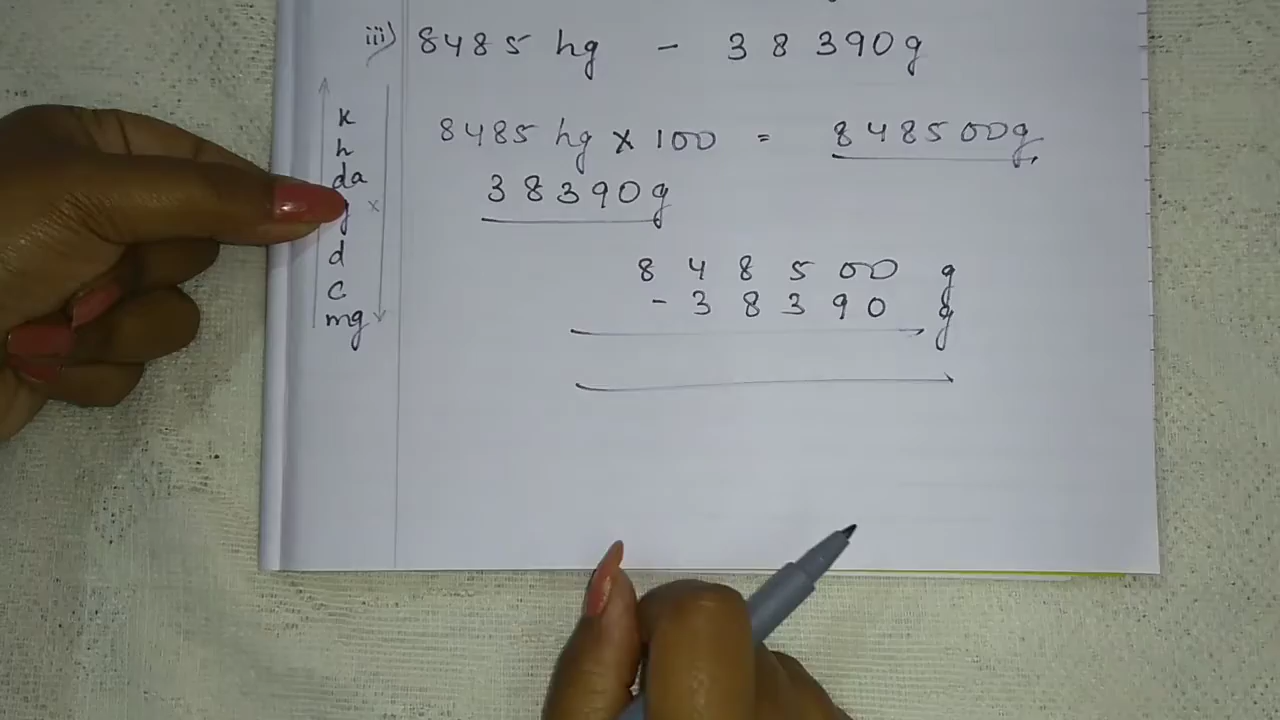 iii) 8485 hg - 38390g
8485 hg × 100 = 848500g
38390g
848500 g
- 38390 g
k
h
da
×
d
c
mg